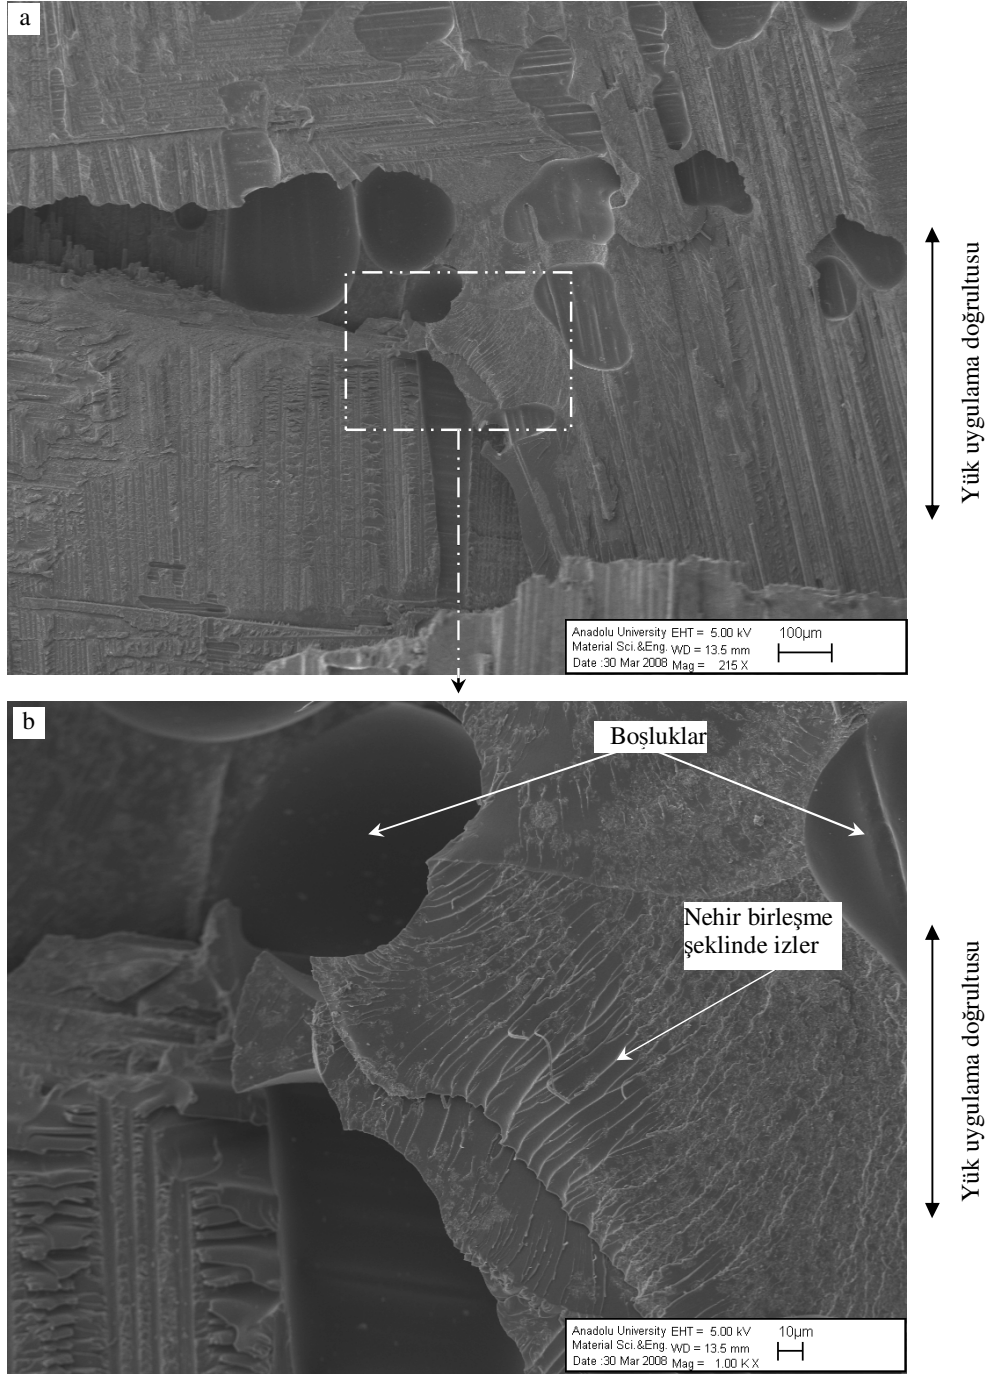 a
Yük uygulama doğrultusu
Anadolu University EHT = 5.00 kV 100µm
Material Sci.&Eng. WD = 13.5 mm
Date :30 Mar 2008 Mag = 215 X
b
Boşluklar
Nehir birleşme
şeklinde izler
Yük uygulama doğrultusu
Anadolu University EHT = 5.00 kV 10µm
Material Sci.&Eng. WD = 13.5 mm
Date :30 Mar 2008 Mag = 1.00 K X